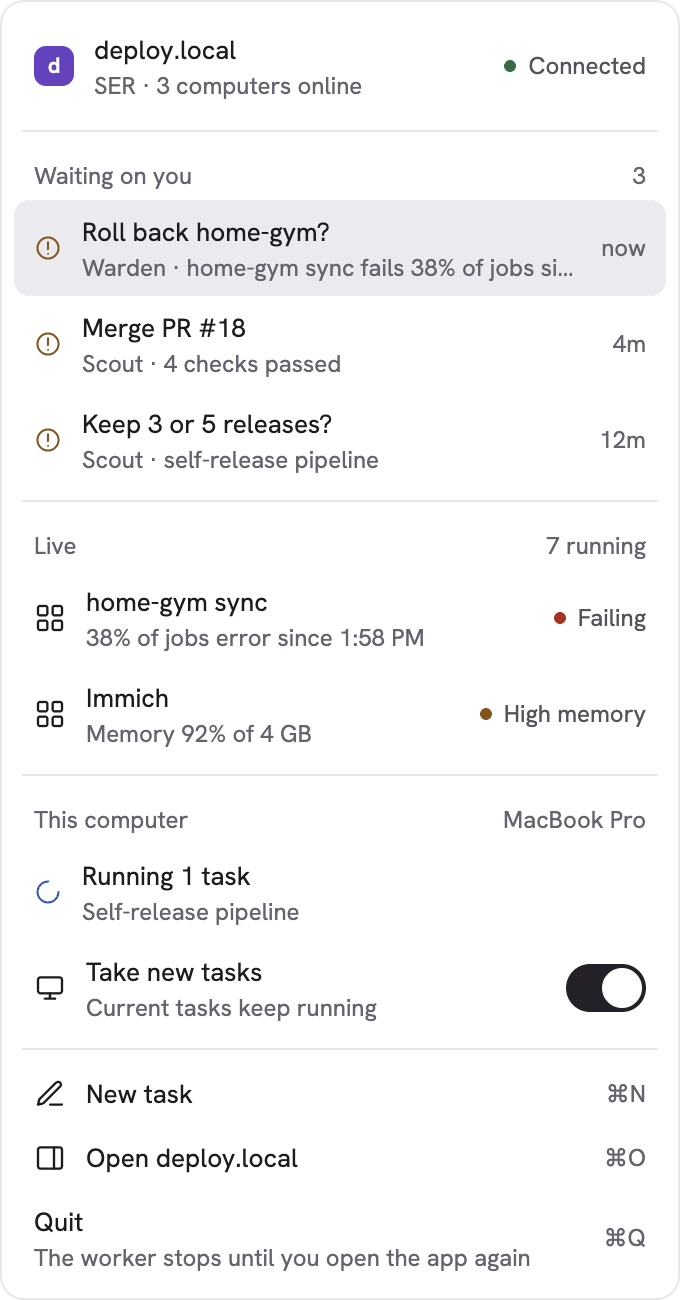 d
deploy.local
SER · 3 computers online
Connected
Waiting on you
3
Roll back home-gym?
Warden · home-gym sync fails 38% of jobs si...
now
Merge PR #18
Scout · 4 checks passed
4m
Keep 3 or 5 releases?
Scout · self-release pipeline
12m
Live
7 running
home-gym sync
38% of jobs error since 1:58 PM
Failing
Immich
Memory 92% of 4 GB
High memory
This computer
MacBook Pro
Running 1 task
Self-release pipeline
Take new tasks
Current tasks keep running
New task
⌘N
Open deploy.local
⌘O
Quit
The worker stops until you open the app again
⌘Q